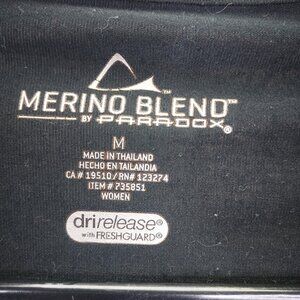 MERINO BLEND™
BY PARADOX®
M
MADE IN THAILAND
HECHO EN TAILANDIA
CA # 19510 / RN# 123274
ITEM # 735851
WOMEN
drirelease®
with FRESHGUARD®